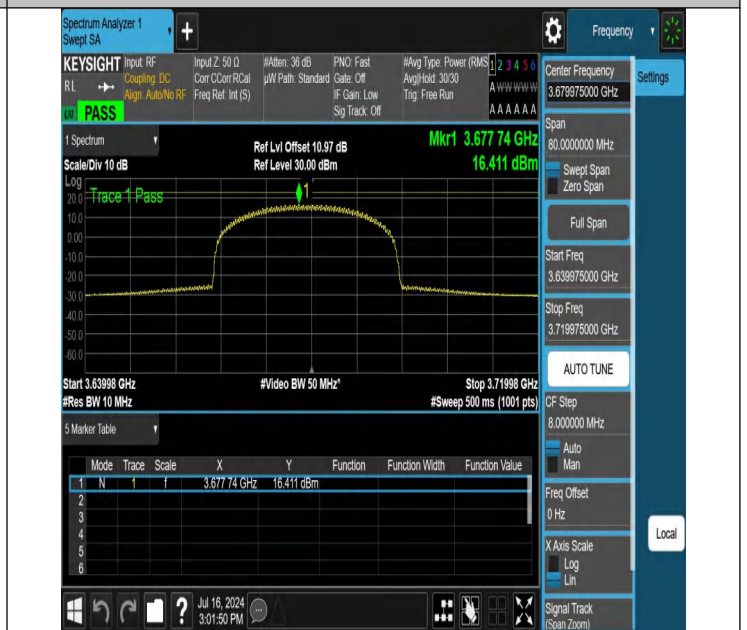 Spectrum Analyzer 1
Swept SA
+
Frequency
KEYSIGHT
RL
PASS
Input: RF
Coupling: DC
Align: Auto/No RF
Input Z: 50 Ω
Corr CCorr RCal
Freq Ref: Int (S)
#Atten: 36 dB
µW Path: Standard
PNO: Fast
Gate: Off
IF Gain: Low
Sig Track: Off
#Avg Type: Power (RMS
Avg|Hold: 30/30
Trig: Free Run
1 2 3 4 5 6
A W W W W W
A A A A A A
1 Spectrum
Scale/Div 10 dB
Ref Lvl Offset 10.97 dB
Ref Level 30.00 dBm
Mkr1 3.677 74 GHz
16.411 dBm
Log
Trace 1 Pass
1
20.0
10.0
0.00
-10.0
-20.0
-30.0
-40.0
-50.0
-60.0
Start 3.63998 GHz
#Res BW 10 MHz
#Video BW 50 MHz*
Stop 3.71998 GHz
#Sweep 500 ms (1001 pts)
5 Marker Table
Mode Trace Scale X Y Function Function Width Function Value
1 N 1 f 3.677 74 GHz 16.411 dBm
2
3
4
5
6
?
Jul 16, 2024
3:01:50 PM
Center Frequency
3.679975000 GHz
Span
80.0000000 MHz
Swept Span
Zero Span
Full Span
Start Freq
3.639975000 GHz
Stop Freq
3.719975000 GHz
AUTO TUNE
CF Step
8.000000 MHz
Auto
Man
Freq Offset
0 Hz
X Axis Scale
Log
Lin
Signal Track
(Span Zoom)
Settings
Local